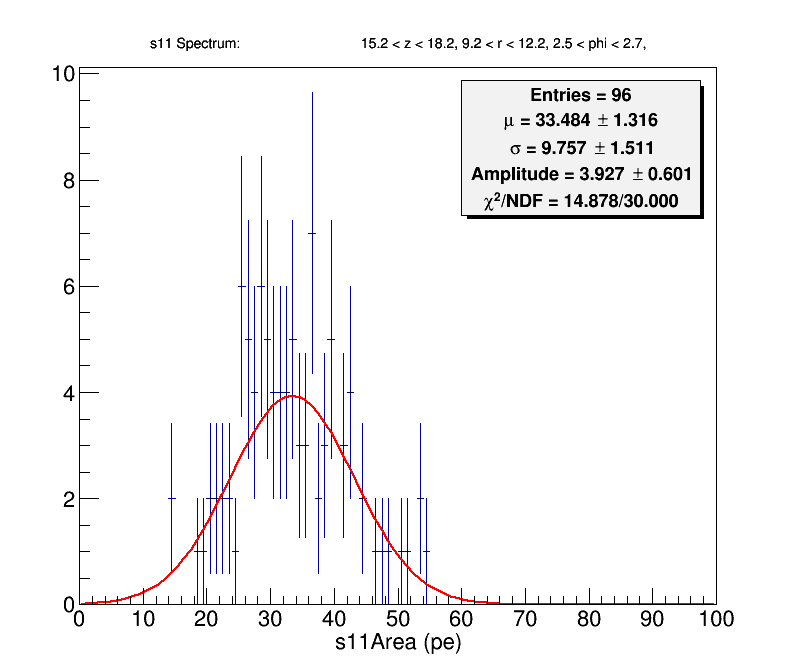 s11 Spectrum: 15.2 < z < 18.2, 9.2 < r < 12.2, 2.5 < phi < 2.7,
Entries = 96
μ = 33.484 ± 1.316
σ = 9.757 ± 1.511
Amplitude = 3.927 ± 0.601
χ²/NDF = 14.878/30.000
10
8
6
4
2
0
0 10 20 30 40 50 60 70 80 90 100
s11Area (pe)